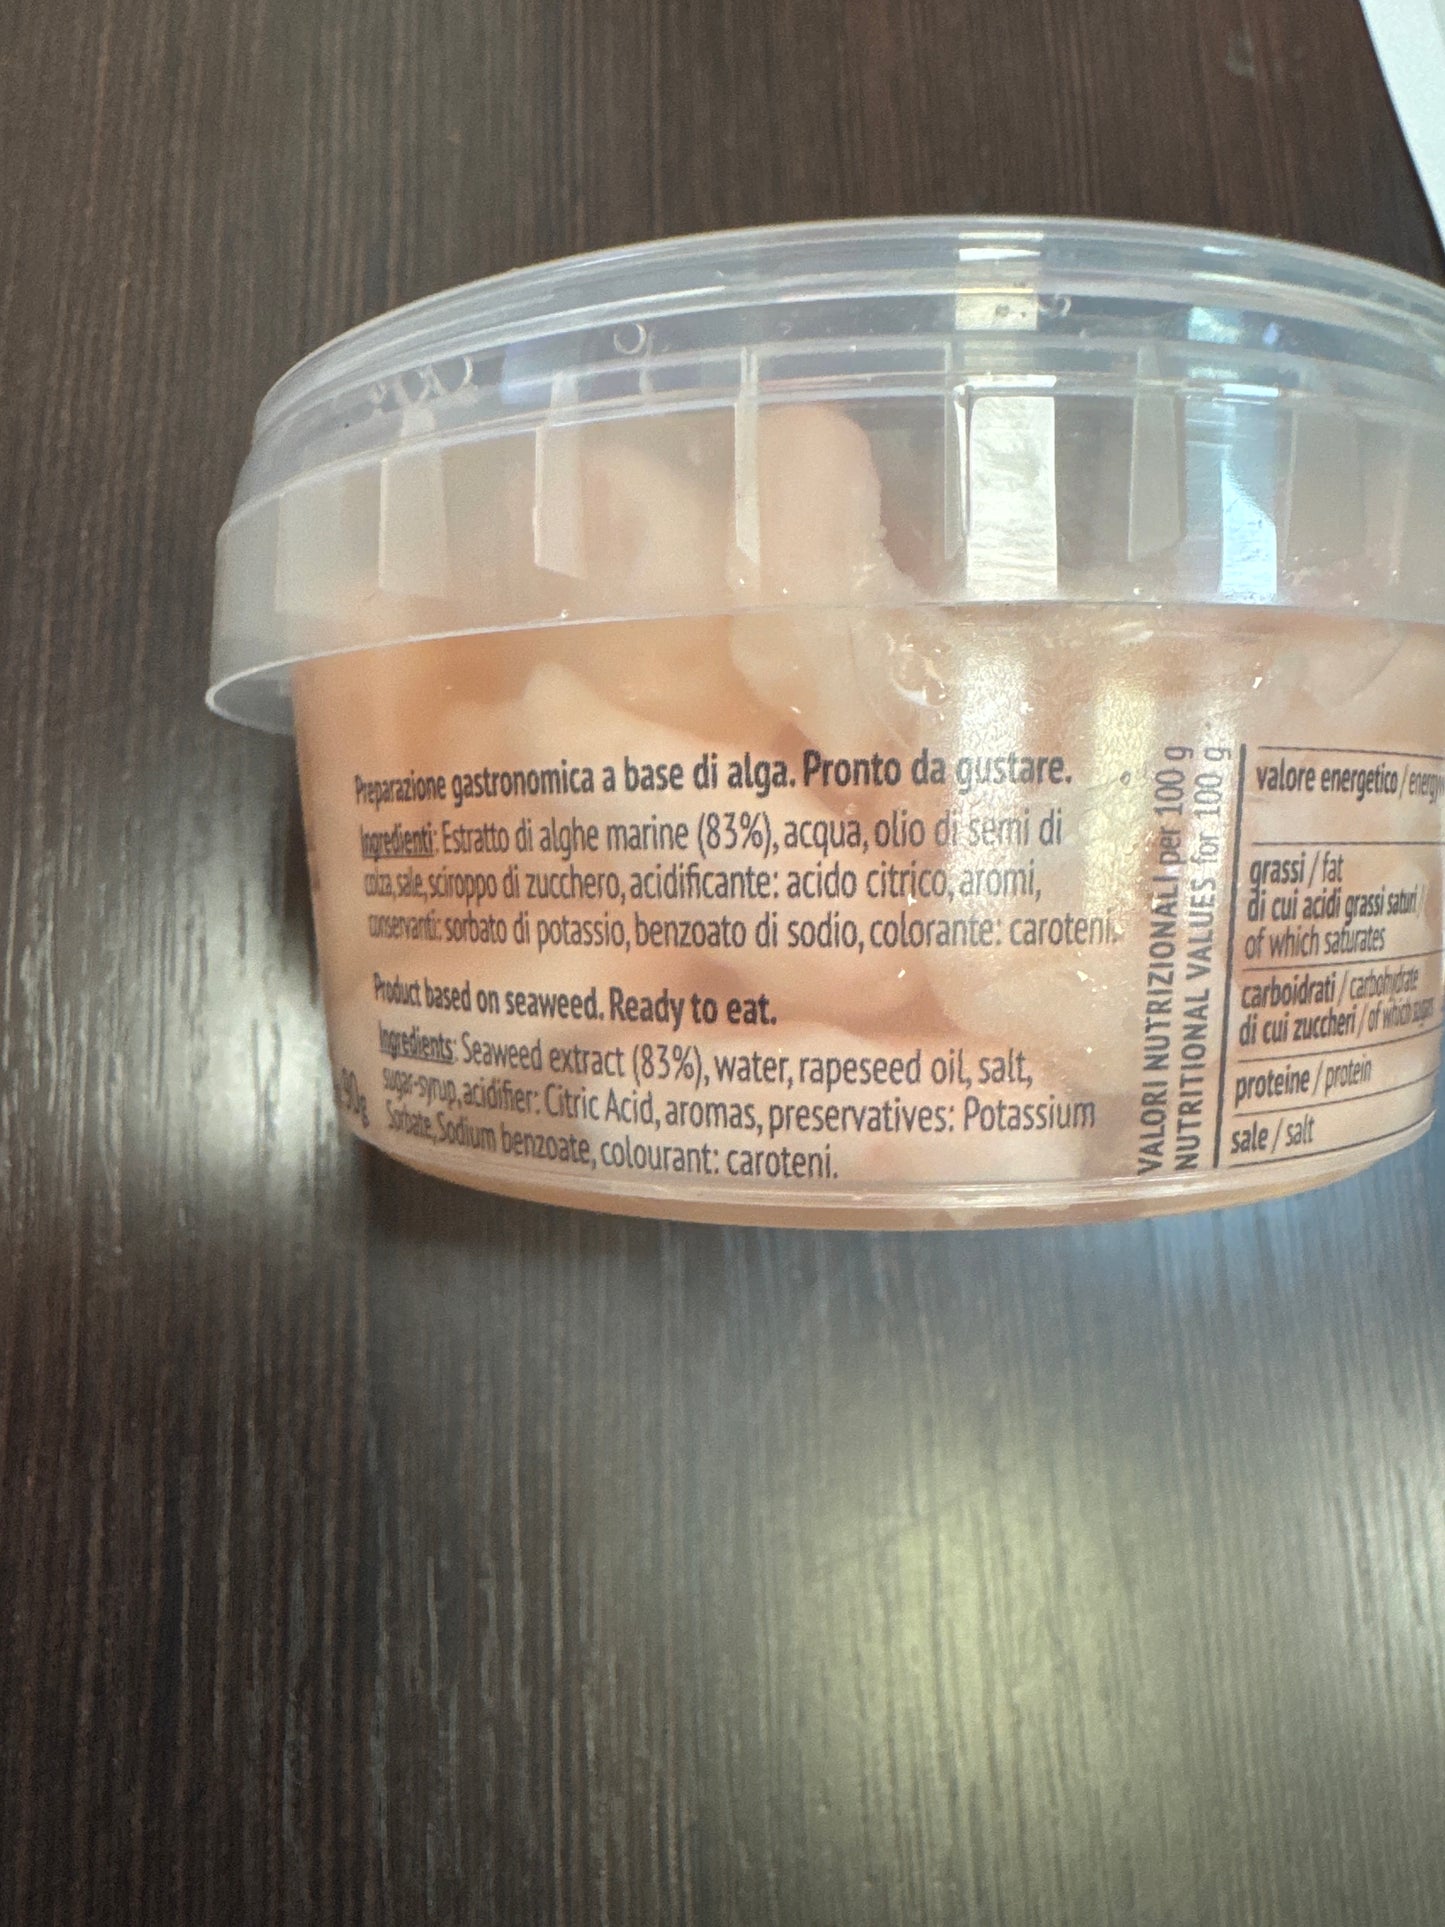 Preparazione gastronomica a base di alga. Pronto da gustare.
Ingredienti: Estratto di alghe marine (83%), acqua, olio di semi di
colza, sale, sciroppo di zucchero, acidificante: acido citrico, aromi,
conservanti: sorbato di potassio, benzoato di sodio, colorante: caroteni.
Product based on seaweed. Ready to eat.
Ingredients: Seaweed extract (83%), water, rapeseed oil, salt,
sugar-syrup, acidifier: Citric Acid, aromas, preservatives: Potassium
Sorbate, Sodium benzoate, colourant: caroteni.
90g
VALORI NUTRIZIONALI per 100 g
NUTRITIONAL VALUES for 100 g
valore energetico / energy
grassi / fat
di cui acidi grassi saturi /
of which saturates
carboidrati / carbohydrate
di cui zuccheri / of which sugars
proteine / protein
sale / salt